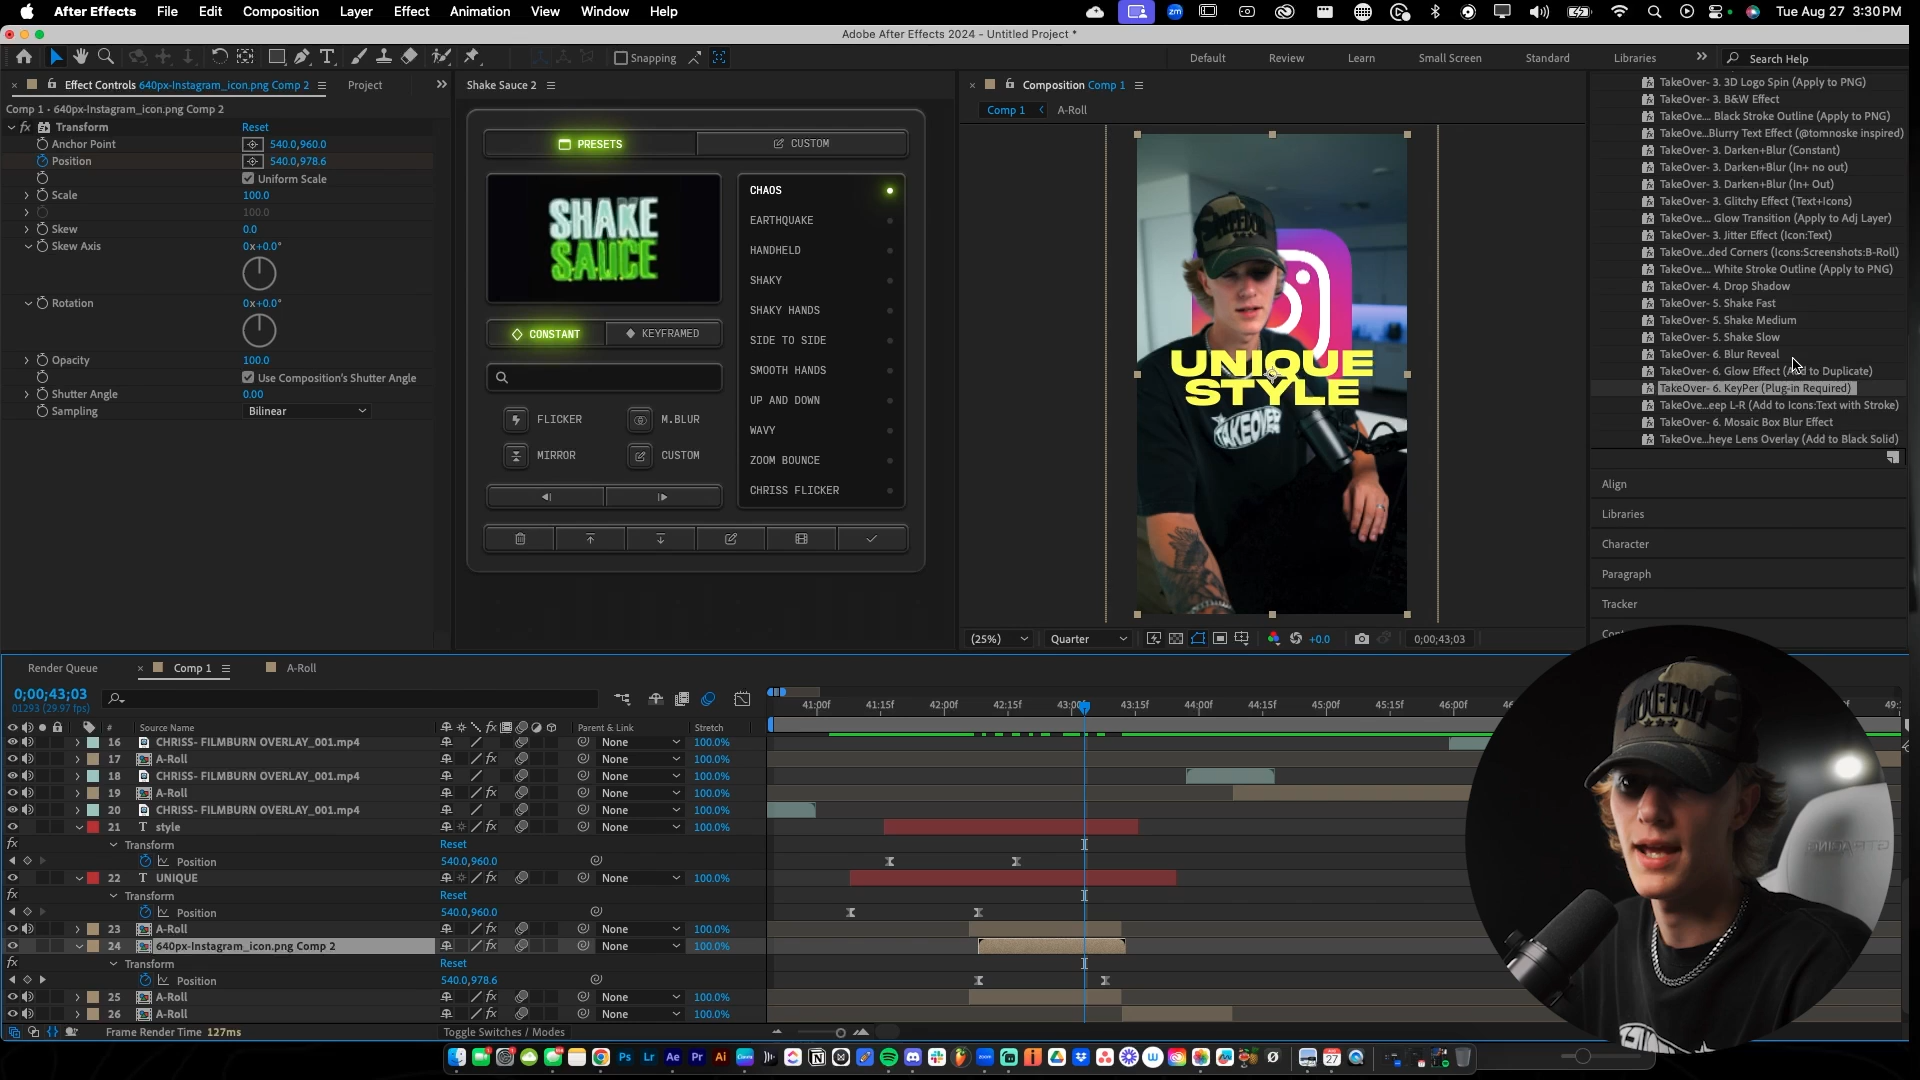 After Effects File Edit Composition Layer Effect Animation View Window Help Tue Aug 27 3:30 PM
Adobe After Effects 2024 - Untitled Project *
Snapping Default Review Learn Small Screen Standard Libraries Search Help
Effect Controls 640px-Instagram_icon.png Comp 2 Project
Comp 1 • 640px-Instagram_icon.png Comp 2
fx Transform Reset
Anchor Point 540.0,960.0
Position 540.0,978.6
Uniform Scale
Scale 100.0
100.0
Skew 0.0
Skew Axis 0x+0.0°
Rotation 0x+0.0°
Opacity 100.0
Use Composition's Shutter Angle
Shutter Angle 0.00
Sampling Bilinear
Shake Sauce 2
PRESETS CUSTOM
SHAKE
SAUCE
CONSTANT KEYFRAMED
FLICKER M.BLUR
MIRROR CUSTOM
CHAOS
EARTHQUAKE
HANDHELD
SHAKY
SHAKY HANDS
SIDE TO SIDE
SMOOTH HANDS
UP AND DOWN
WAVY
ZOOM BOUNCE
CHRISS FLICKER
Composition Comp 1
Comp 1 A-Roll
UNIQUE
STYLE
TAKEOVER
(25%) Quarter +0.0 0;00;43;03
TakeOver- 3. 3D Logo Spin (Apply to PNG)
TakeOver- 3. B&W Effect
TakeOve.... Black Stroke Outline (Apply to PNG)
TakeOve...Blurry Text Effect (@tomnoske inspired)
TakeOver- 3. Darken+Blur (Constant)
TakeOver- 3. Darken+Blur (In+ no out)
TakeOver- 3. Darken+Blur (In+ Out)
TakeOver- 3. Glitchy Effect (Text+Icons)
TakeOve.... Glow Transition (Apply to Adj Layer)
TakeOver- 3. Jitter Effect (Icon:Text)
TakeOve...ded Corners (Icons:Screenshots:B-Roll)
TakeOve.... White Stroke Outline (Apply to PNG)
TakeOver- 4. Drop Shadow
TakeOver- 5. Shake Fast
TakeOver- 5. Shake Medium
TakeOver- 5. Shake Slow
TakeOver- 6. Blur Reveal
TakeOver- 6. Glow Effect (Add to Duplicate)
TakeOver- 6. KeyPer (Plug-in Required)
TakeOve...eep L-R (Add to Icons:Text with Stroke)
TakeOver- 6. Mosaic Box Blur Effect
TakeOve...heye Lens Overlay (Add to Black Solid)
Align
Libraries
Character
Paragraph
Tracker
Render Queue Comp 1 A-Roll
0;00;43;03
01293 (29.97 fps)
41:00f 41:15f 42:00f 42:15f 43:00f 43:15f 44:00f 44:15f 45:00f 45:15f 46:00f
# Source Name Parent & Link Stretch
16 CHRISS- FILMBURN OVERLAY_001.mp4 None 100.0%
17 A-Roll None 100.0%
18 CHRISS- FILMBURN OVERLAY_001.mp4 None 100.0%
19 A-Roll None 100.0%
20 CHRISS- FILMBURN OVERLAY_001.mp4 None 100.0%
21 T style None 100.0%
Transform Reset
Position 540.0,960.0
22 T UNIQUE None 100.0%
Transform Reset
Position 540.0,960.0
23 A-Roll None 100.0%
24 640px-Instagram_icon.png Comp 2 None 100.0%
Transform Reset
Position 540.0,978.6
25 A-Roll None 100.0%
26 A-Roll None 100.0%
Frame Render Time 127ms Toggle Switches / Modes